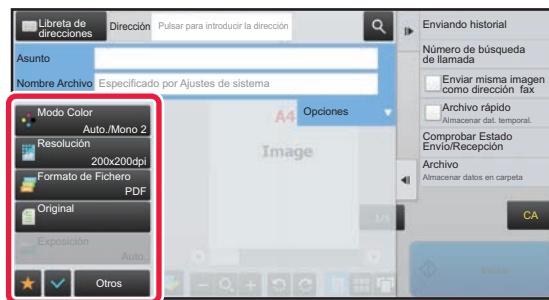 Libreta de
direcciones
Dirección
Pulsar para introducir la dirección
Asunto
Nombre Archivo
Especificado por Ajustes de sistema
Modo Color
Auto./Mono 2
Resolución
200x200dpi
Formato de Fichero
PDF
Original
Exposición
Auto.
Otros
A4
Opciones
Image
1/1
Enviando historial
Número de búsqueda
de llamada
Enviar misma imagen
como dirección fax
Archivo rápido
Almacenar dat. temporal.
Comprobar Estado
Envío/Recepción
Archivo
Almacenar datos en carpeta
CA